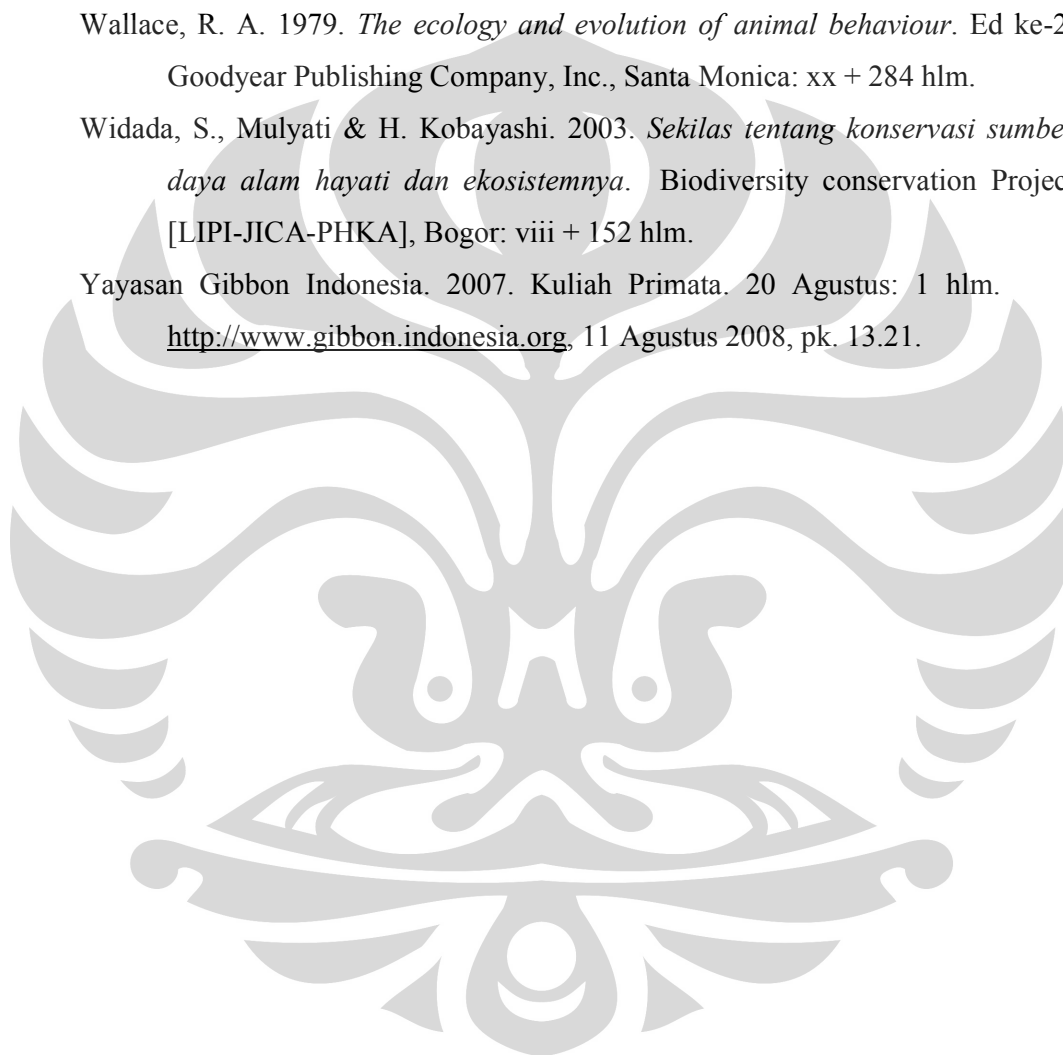 Wallace, R. A. 1979. The ecology and evolution of animal behaviour. Ed ke-2
Goodyear Publishing Company, Inc., Santa Monica: xx + 284 hlm.
Widada, S., Mulyati & H. Kobayashi. 2003. Sekilas tentang konservasi sumbe
daya alam hayati dan ekosistemnya. Biodiversity conservation Projec
[LIPI-JICA-PHKA], Bogor: viii + 152 hlm.
Yayasan Gibbon Indonesia. 2007. Kuliah Primata. 20 Agustus: 1 hlm.
http://www.gibbon.indonesia.org, 11 Agustus 2008, pk. 13.21.